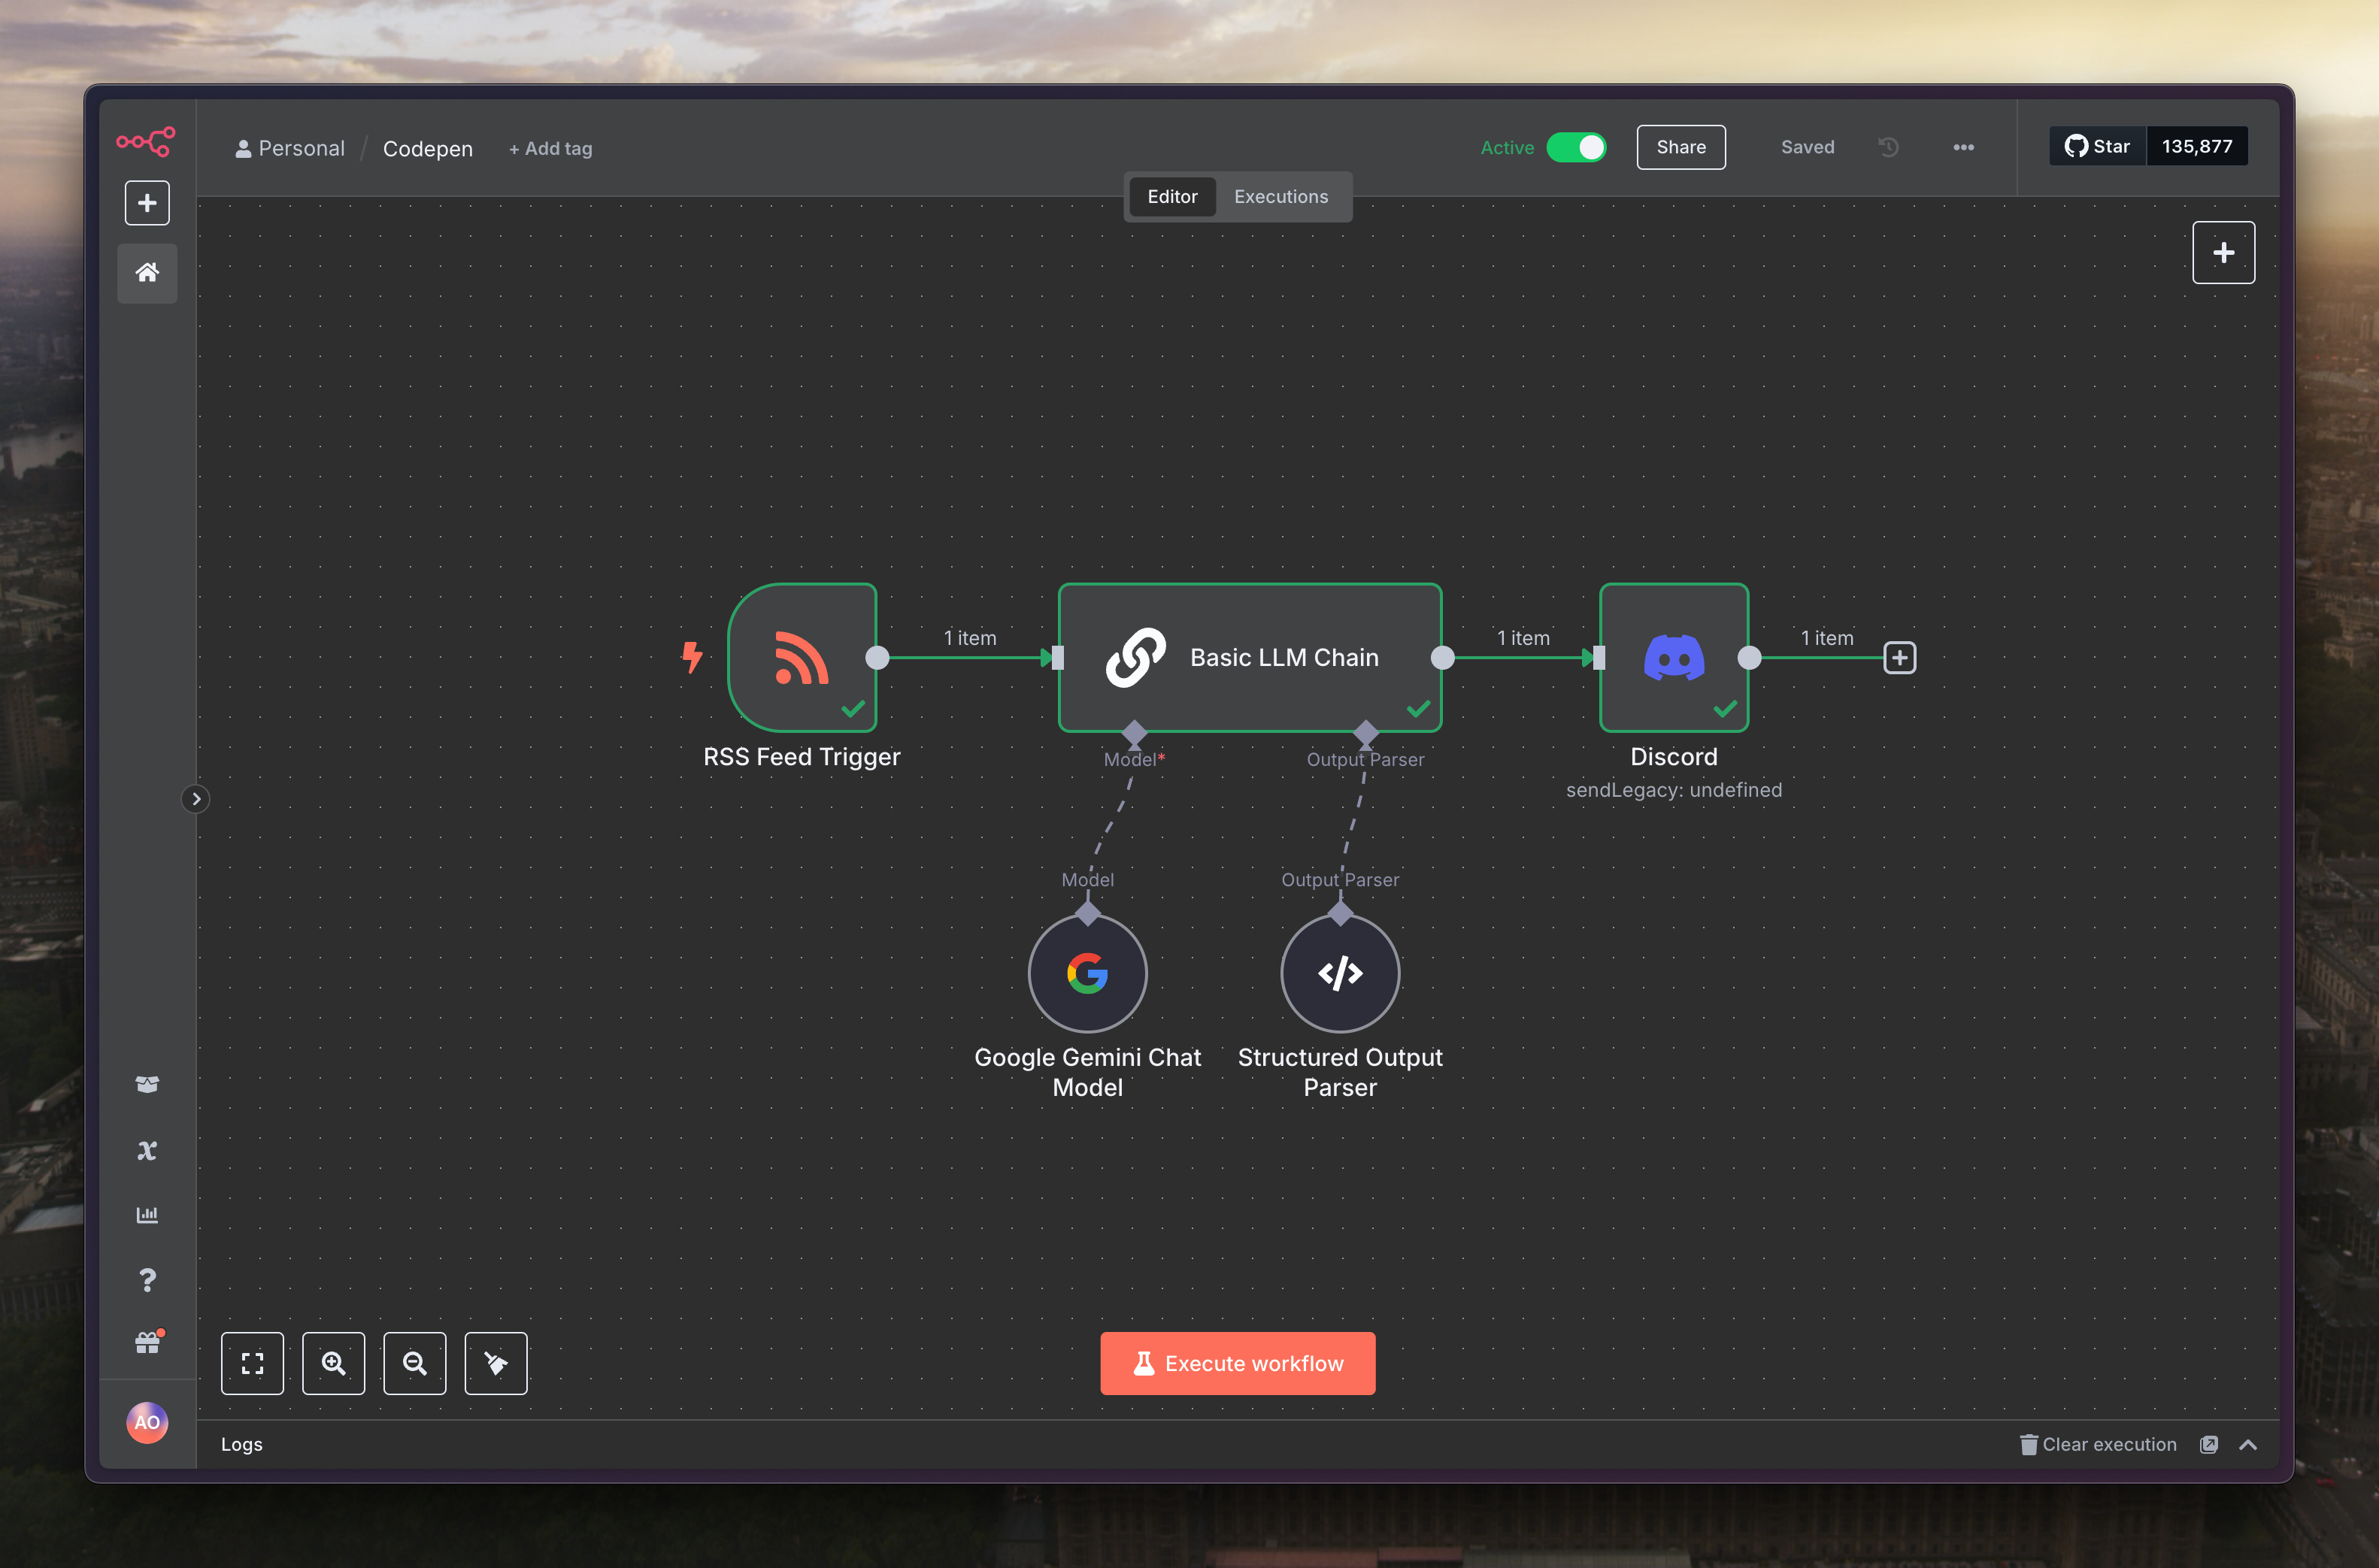 Personal / Codepen + Add tag
Active Share Saved Star 135,877
Editor Executions
1 item 1 item 1 item
Basic LLM Chain
RSS Feed Trigger
Model* Output Parser
Discord
sendLegacy: undefined
Model Output Parser
Google Gemini Chat
Model
Structured Output
Parser
Execute workflow
AO
Logs Clear execution